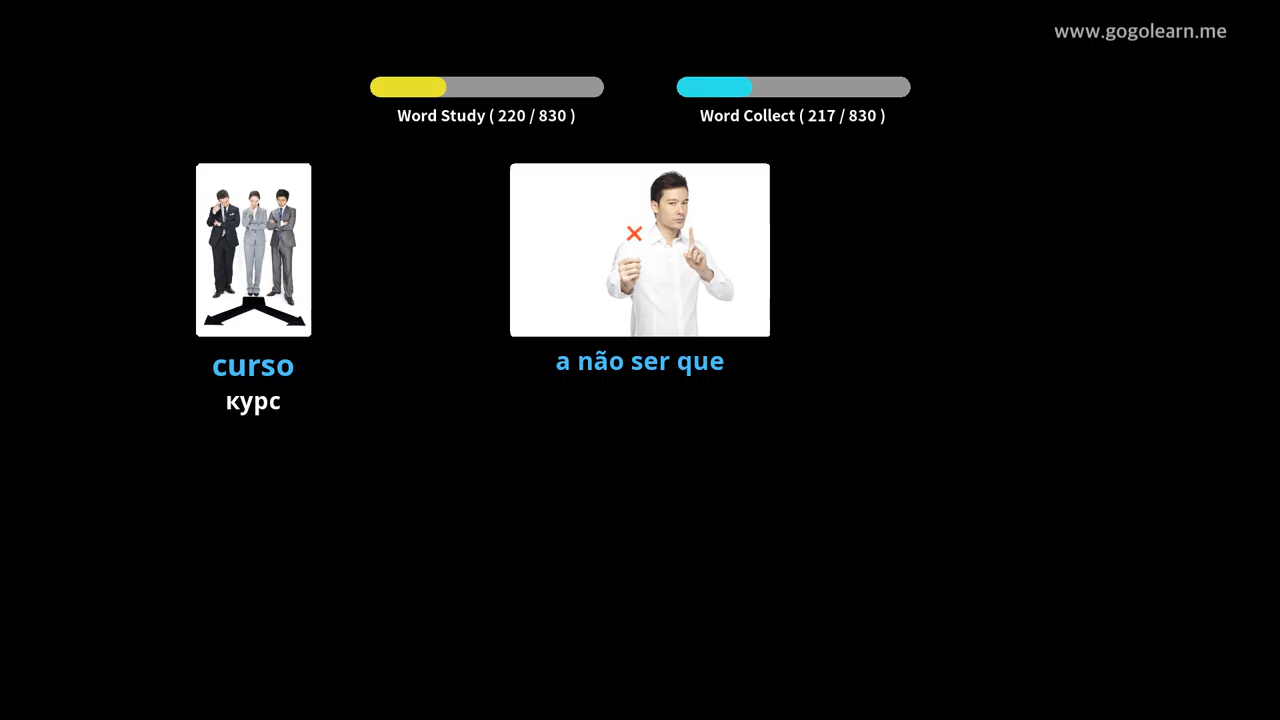 www.gogolearn.me
Word Study ( 220 / 830 )
Word Collect ( 217 / 830 )
curso
курс
a não ser que